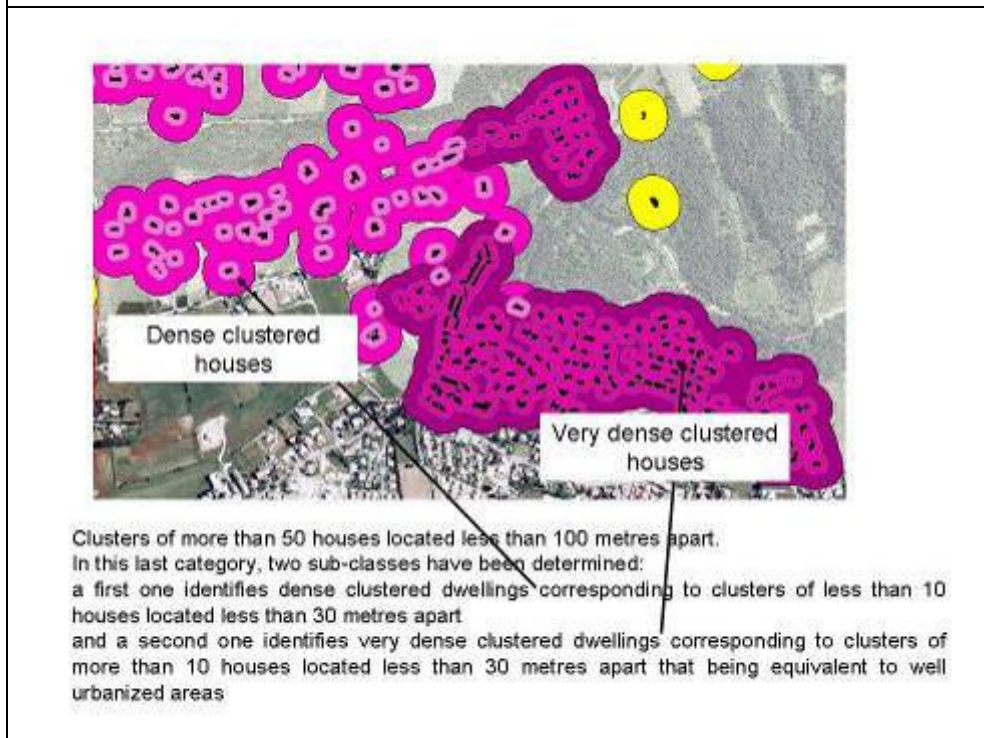 Dense clustered
houses
Very dense clustered
houses
Clusters of more than 50 houses located less than 100 metres apart.
In this last category, two sub-classes have been determined:
a first one identifies dense clustered dwellings corresponding to clusters of less than 10
houses located less than 30 metres apart
and a second one identifies very dense clustered dwellings corresponding to clusters of
more than 10 houses located less than 30 metres apart that being equivalent to well
urbanized areas